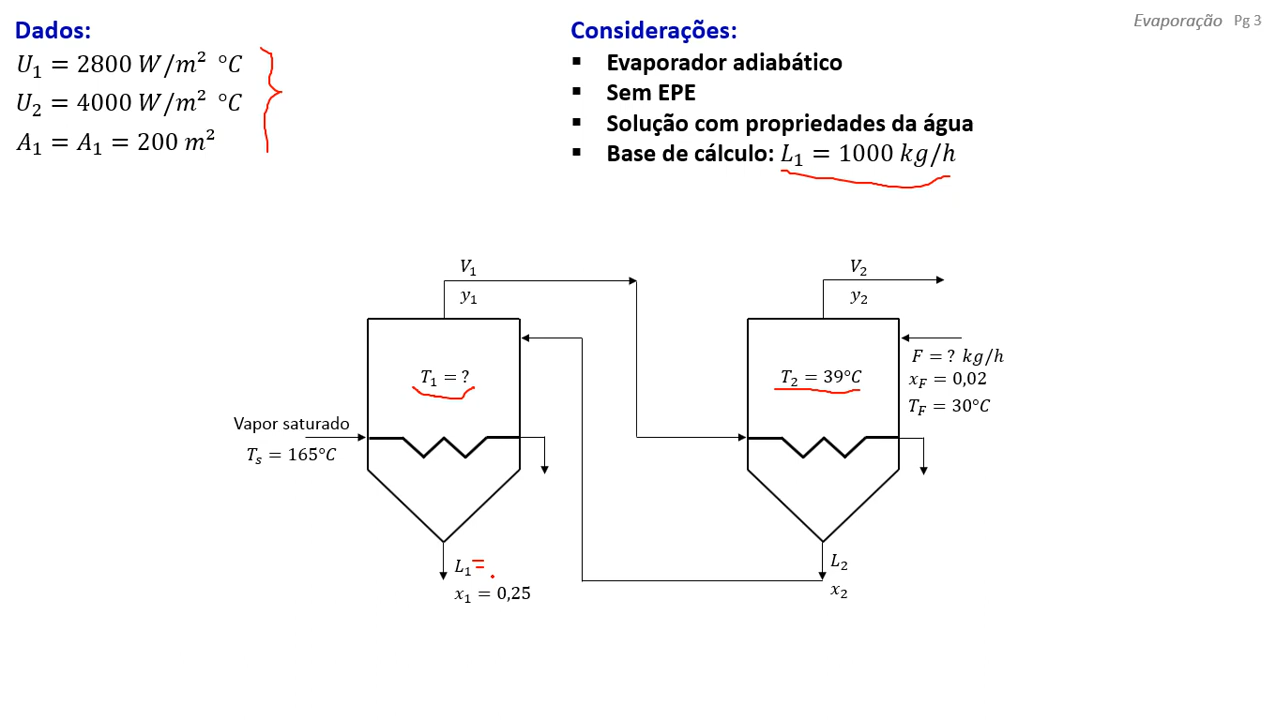 Evaporação Pg 3
Dados:
U₁ = 2800 W/m² °C
U₂ = 4000 W/m² °C
A₁ = A₁ = 200 m²
Considerações:
▪ Evaporador adiabático
▪ Sem EPE
▪ Solução com propriedades da água
▪ Base de cálculo: L₁ = 1000 kg/h
V₁
y₁
V₂
y₂
T₁ = ?
T₂ = 39°C
F = ? kg/h
x_F = 0,02
T_F = 30°C
Vapor saturado
T_s = 165°C
L₁ =
x₁ = 0,25
L₂
x₂